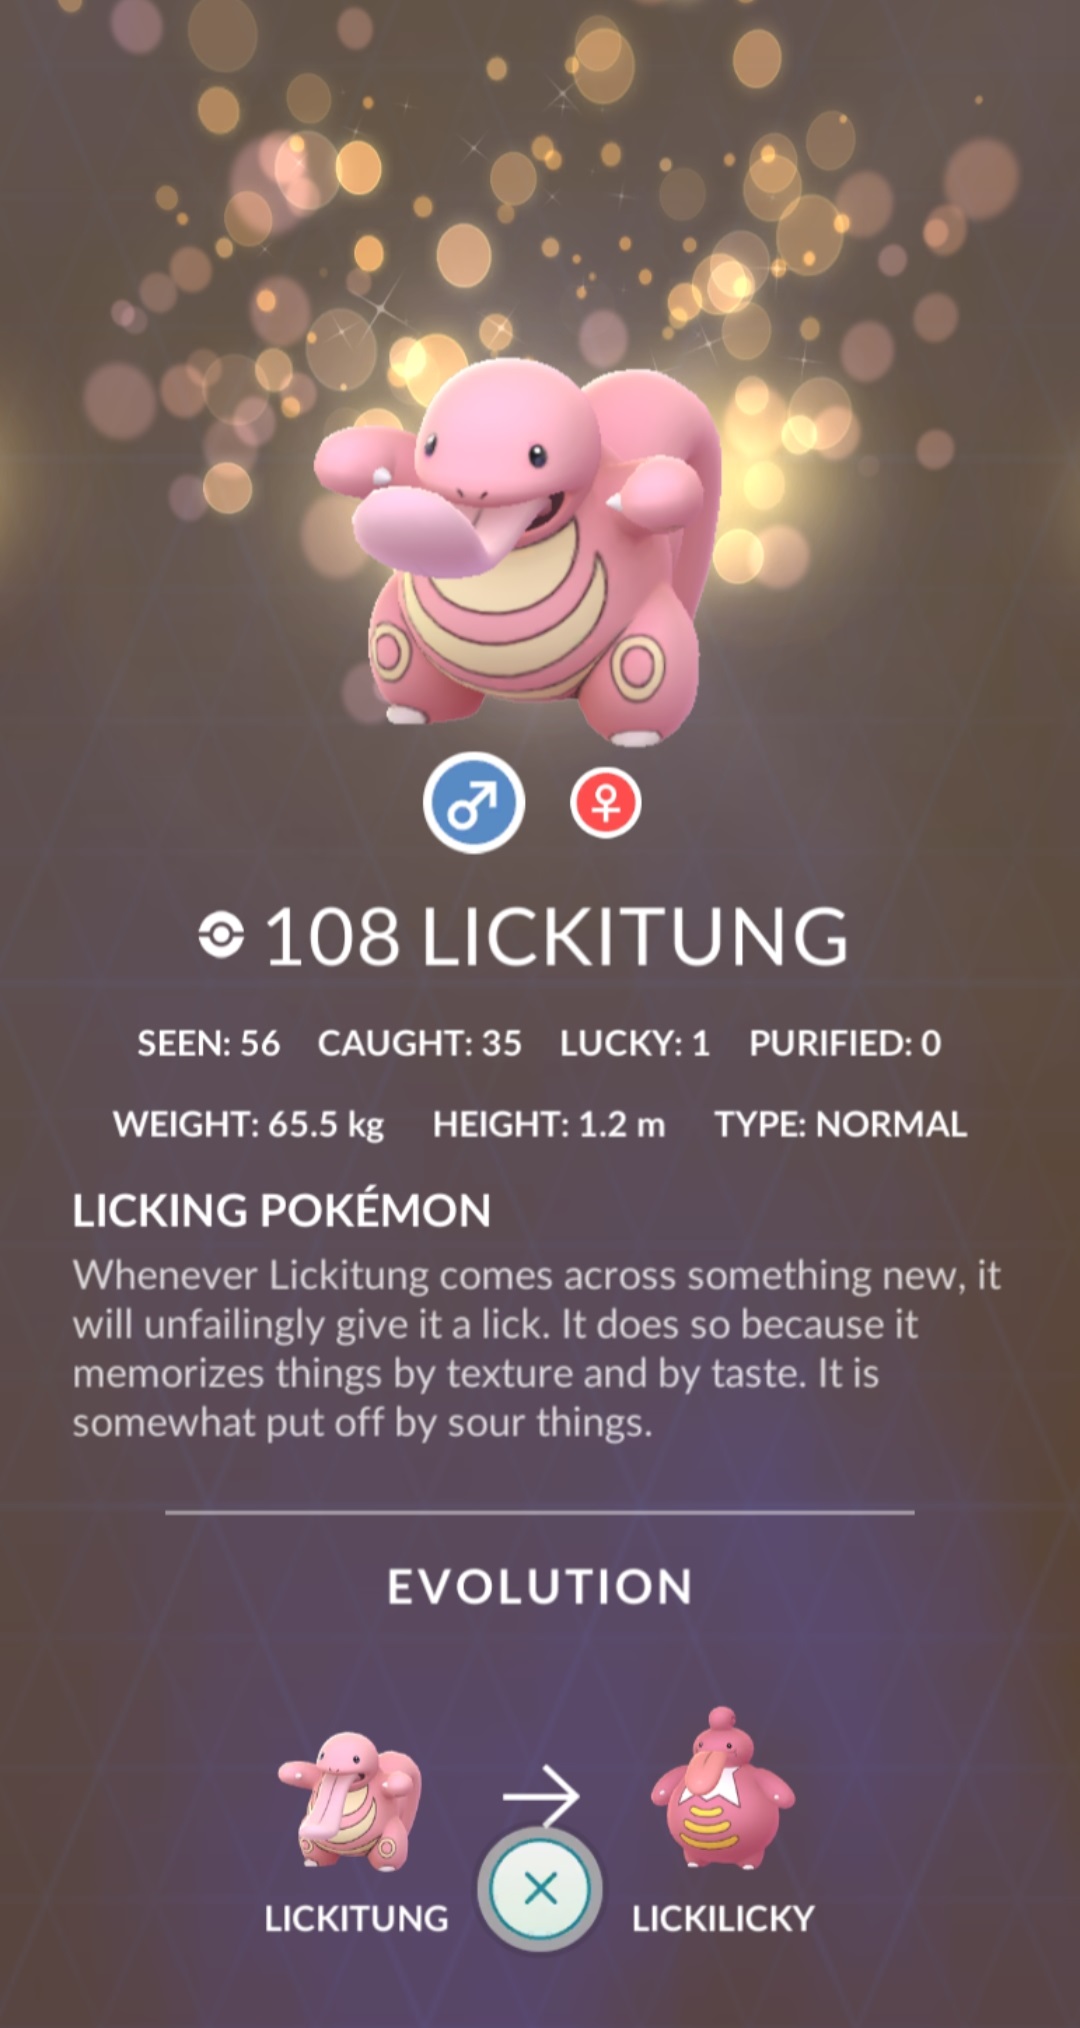 108 LICKITUNG
SEEN: 56 CAUGHT: 35 LUCKY: 1 PURIFIED: 0
WEIGHT: 65.5 kg HEIGHT: 1.2 m TYPE: NORMAL
LICKING POKÉMON
Whenever Lickitung comes across something new, it
will unfailingly give it a lick. It does so because it
memorizes things by texture and by taste. It is
somewhat put off by sour things.
EVOLUTION
LICKITUNG LICKILICKY